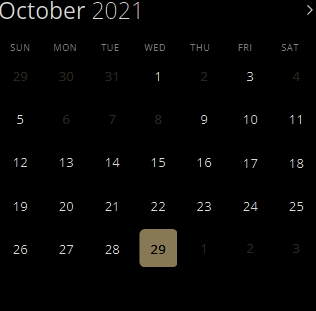 October 2021
SUN MON TUE WED THU FRI SAT
29 30 31 1 2 3 4
5 6 7 8 9 10 11
12 13 14 15 16 17 18
19 20 21 22 23 24 25
26 27 28 29 1 2 3